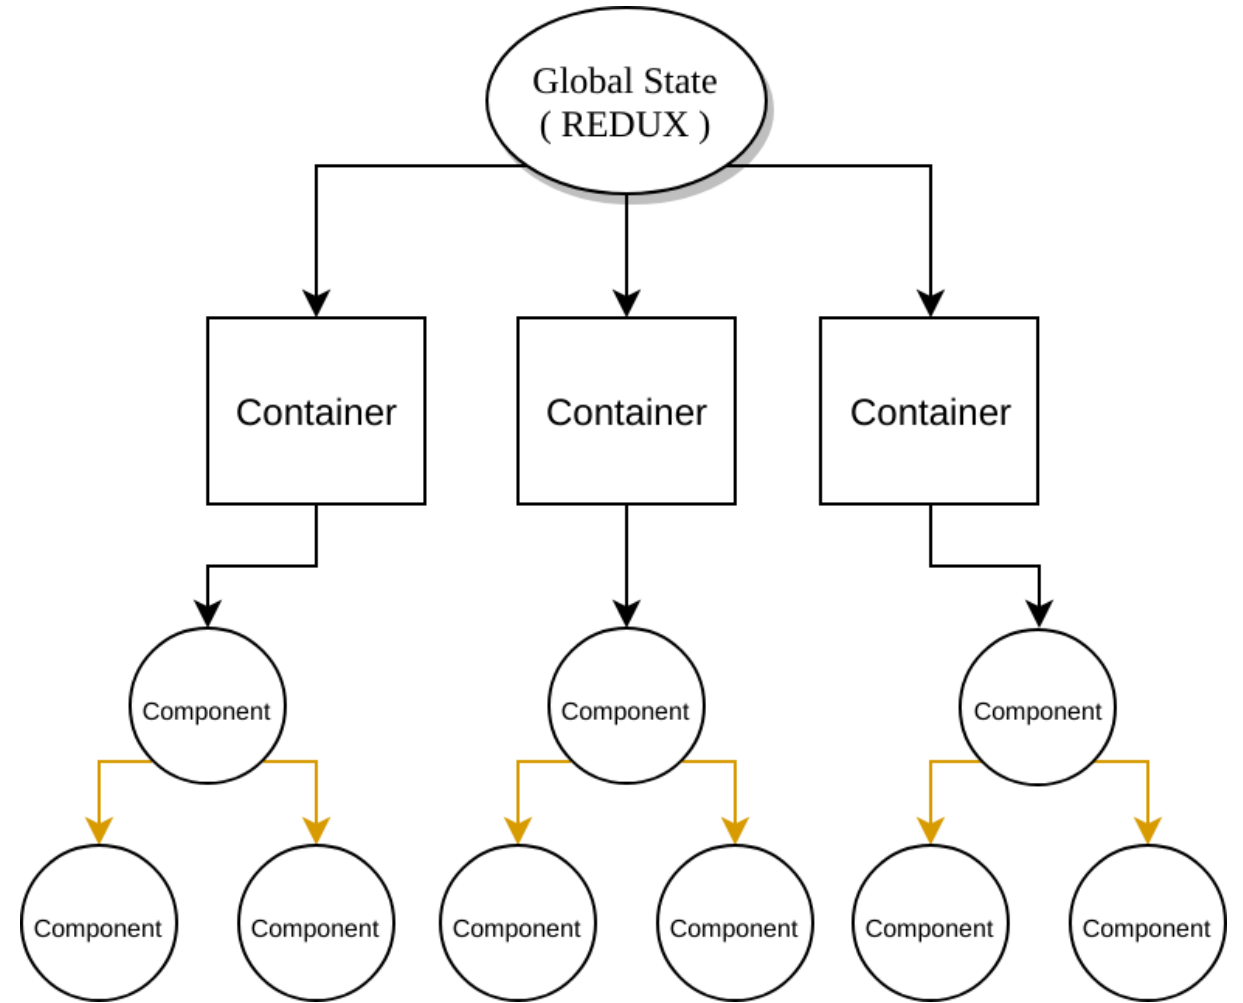 Global State
( REDUX )
Container
Container
Container
Component
Component
Component
Component
Component
Component
Component
Component
Component